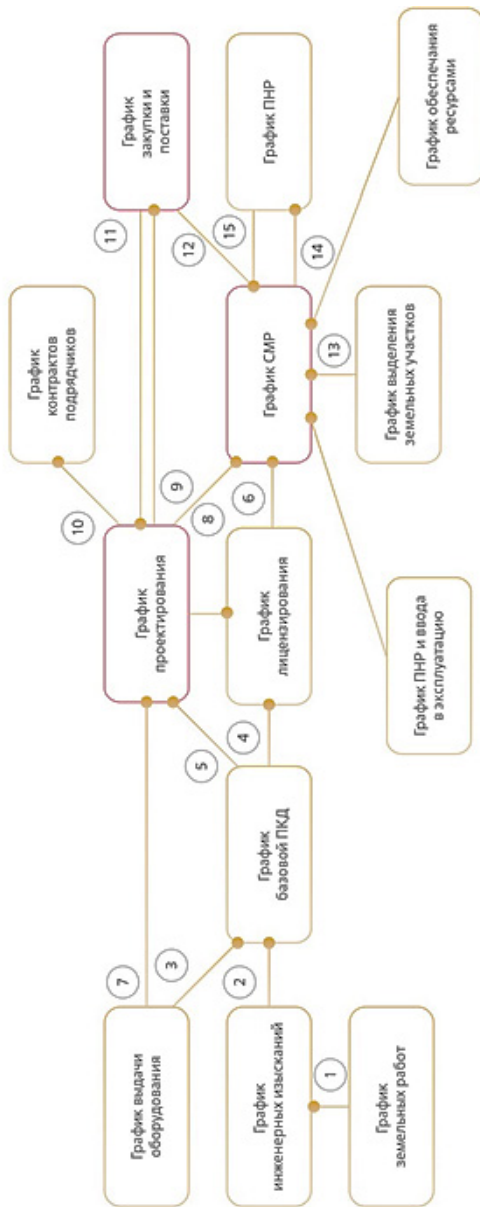 График выдачи
оборудования
7
3
График
инженерных изысканий
2
График
земельных работ
1
График
базовой ПКД
5
4
График
проектирования
График
лицензирования
10
9
8
6
График
контрактов
подрядчиков
График СМР
11
12
15
14
13
График
закупки и
поставки
График ПНР
График выделения
земельных участков
График ПНР и ввода
в эксплуатацию
График обеспечания
ресурсами